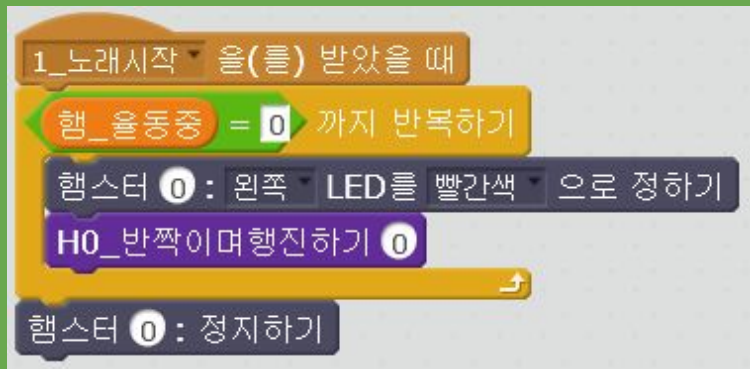 1_노래시작 을(를) 받았을 때
햄_율동중 = 0 까지 반복하기
햄스터 0 : 왼쪽 LED를 빨간색 으로 정하기
H0_반짝이며행진하기 0
햄스터 0 : 정지하기